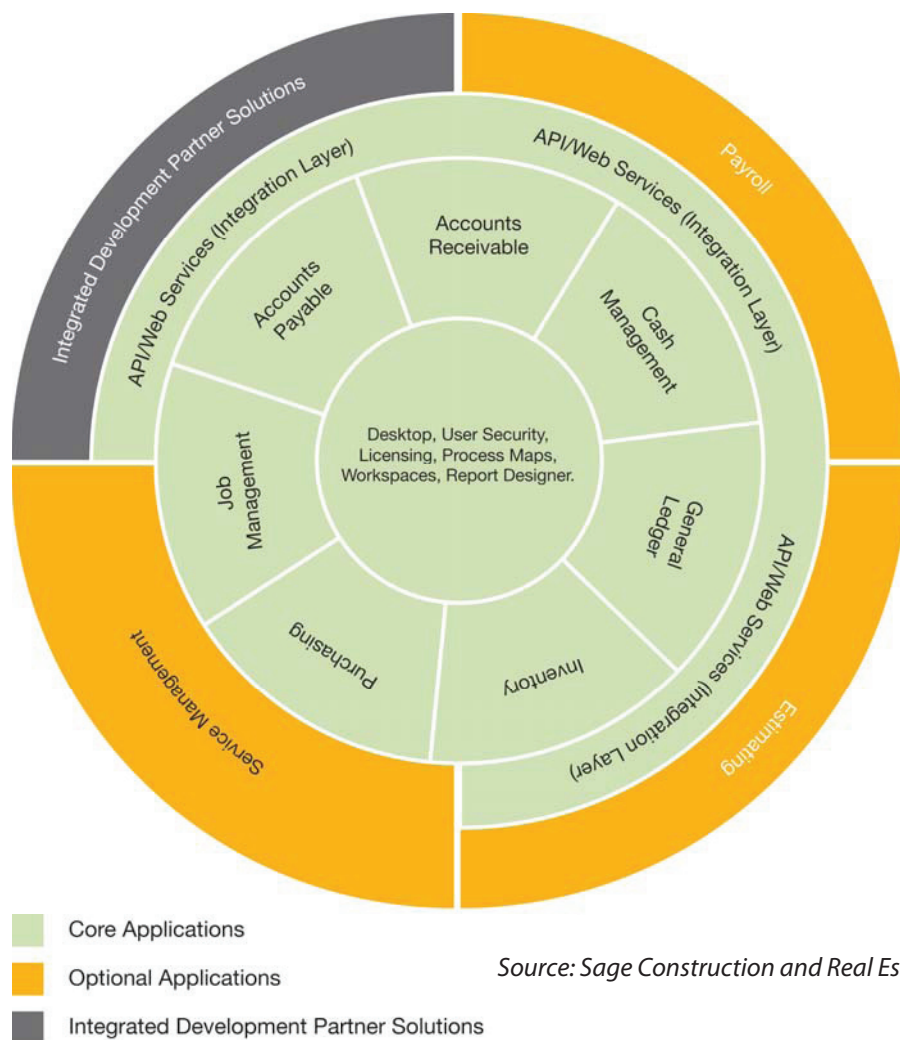 Integrated Development Partner Solutions
Payroll
API/Web Services (Integration Layer)
API/Web Services (Integration Layer)
Accounts
Receivable
Accounts
Payable
Cash
Management
Desktop, User Security,
Licensing, Process Maps,
Workspaces, Report Designer.
Job
Management
General
Ledger
API/Web Services (Integration Layer)
Purchasing
Inventory
Service Management
Estimating
Core Applications
Optional Applications
Source: Sage Construction and Real Es
Integrated Development Partner Solutions